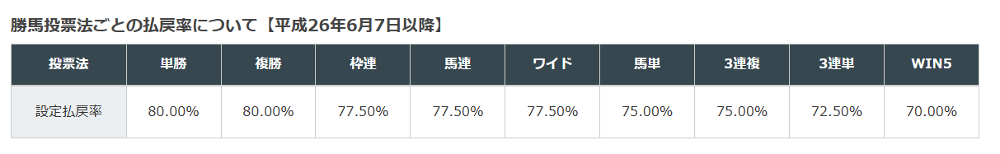 勝馬投票法ごとの払戻率について【平成26年6月7日以降】
投票法 単勝 複勝 枠連 馬連 ワイド 馬単 3連複 3連単 WIN5
設定払戻率 80.00% 80.00% 77.50% 77.50% 77.50% 75.00% 75.00% 72.50% 70.00%